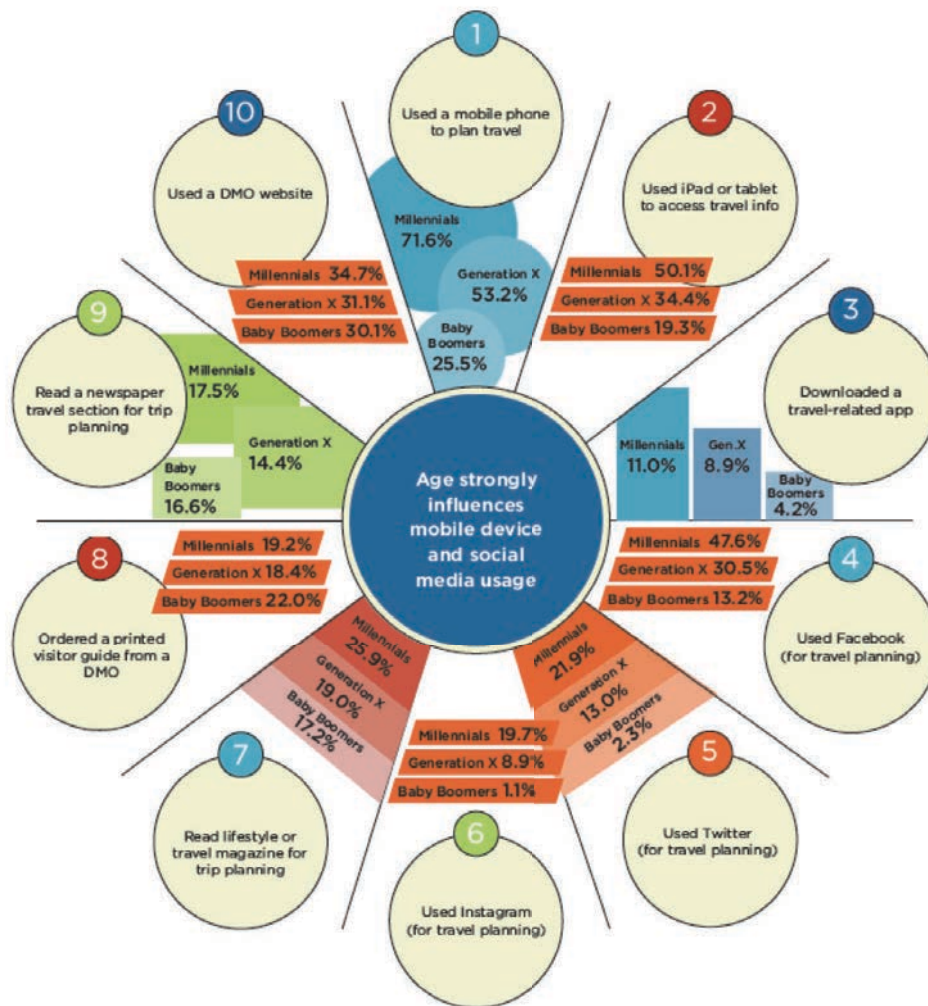 1
Used a mobile phone
to plan travel
Millennials
71.6%
Generation X
53.2%
Baby
Boomers
25.5%
2
Used iPad or tablet
to access travel info
Millennials 50.1%
Generation X 34.4%
Baby Boomers 19.3%
3
Downloaded a
travel-related app
Millennials
11.0%
Gen.X
8.9%
Baby
Boomers
4.2%
4
Used Facebook
(for travel planning)
Millennials 47.6%
Generation X 30.5%
Baby Boomers 13.2%
5
Used Twitter
(for travel planning)
Millennials
21.9%
Generation X
13.0%
Baby Boomers
2.3%
6
Used Instagram
(for travel planning)
Millennials 19.7%
Generation X 8.9%
Baby Boomers 1.1%
7
Read lifestyle or
travel magazine for
trip planning
Millennials
25.9%
Generation X
19.0%
Baby Boomers
17.2%
8
Ordered a printed
visitor guide from a
DMO
Millennials 19.2%
Generation X 18.4%
Baby Boomers 22.0%
9
Read a newspaper
travel section for trip
planning
Millennials
17.5%
Generation X
14.4%
Baby
Boomers
16.6%
10
Used a DMO website
Millennials 34.7%
Generation X 31.1%
Baby Boomers 30.1%
Age strongly
influences
mobile device
and social
media usage